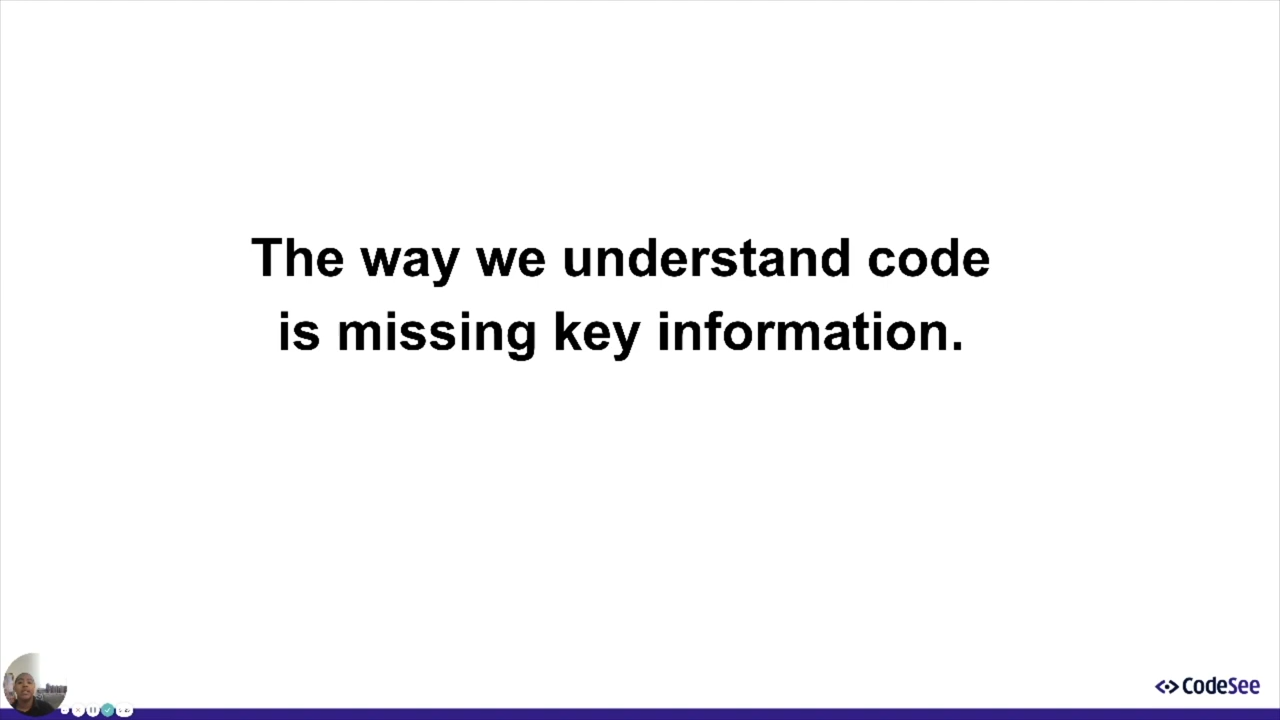 The way we understand code
is missing key information.
CodeSee